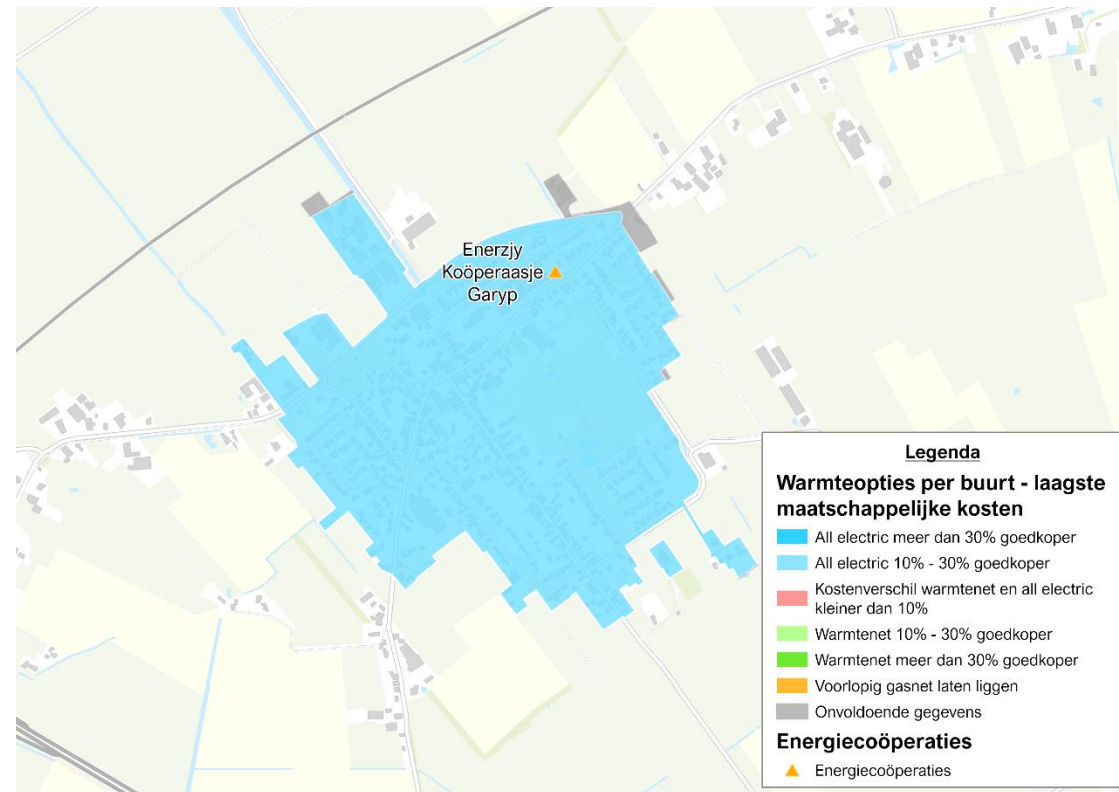 Enerzjy
Koöperaasje
Garyp
Legenda
Warmteopties per buurt - laagste
maatschappelijke kosten
All electric meer dan 30% goedkoper
All electric 10% - 30% goedkoper
Kostenverschil warmtenet en all electric
kleiner dan 10%
Warmtenet 10% - 30% goedkoper
Warmtenet meer dan 30% goedkoper
Voorlopig gasnet laten liggen
Onvoldoende gegevens
Energiecoöperaties
Energiecoöperaties